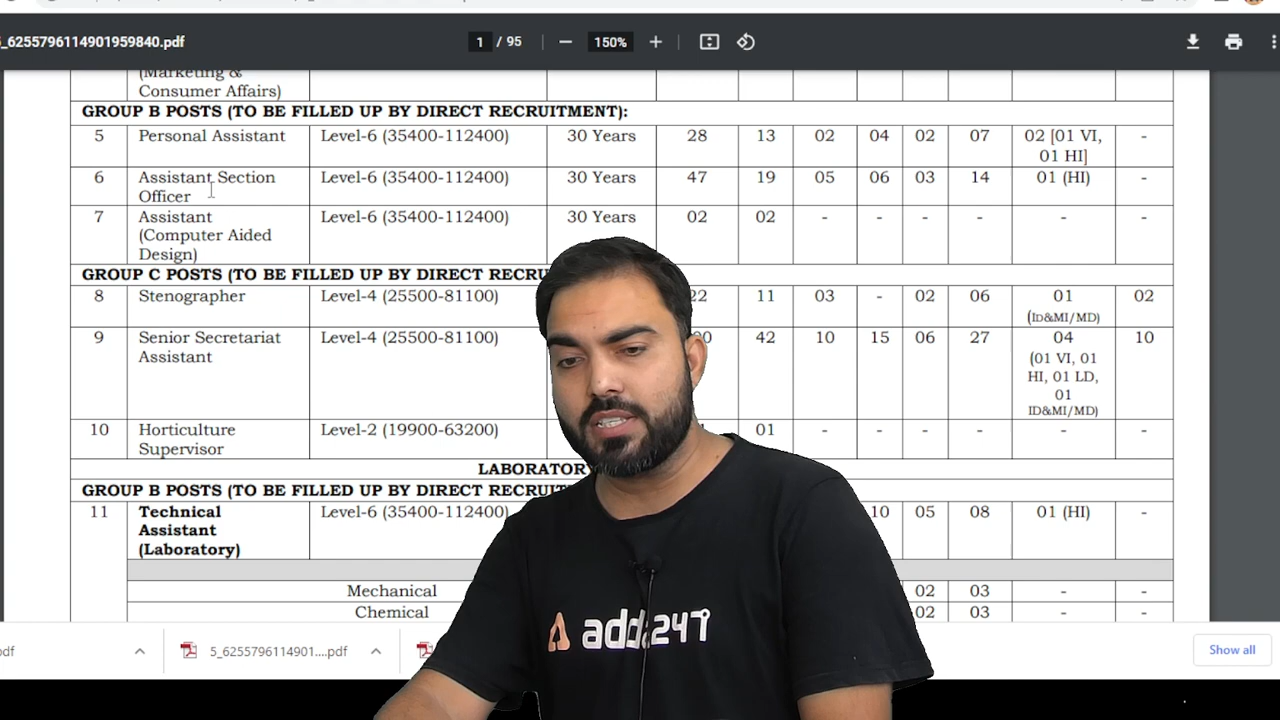 _6255796114901959840.pdf
1 / 95
150%
(Marketing &
Consumer Affairs)
GROUP B POSTS (TO BE FILLED UP BY DIRECT RECRUITMENT):
5 Personal Assistant Level-6 (35400-112400) 30 Years 28 13 02 04 02 07 02 [01 VI,
01 HI] -
6 Assistant Section
Officer Level-6 (35400-112400) 30 Years 47 19 05 06 03 14 01 (HI) -
7 Assistant
(Computer Aided
Design) Level-6 (35400-112400) 30 Years 02 02 - - - - - -
GROUP C POSTS (TO BE FILLED UP BY DIRECT RECRU
8 Stenographer Level-4 (25500-81100) 22 11 03 - 02 06 01
(ID&MI/MD) 02
9 Senior Secretariat
Assistant Level-4 (25500-81100) 42 10 15 06 27 04
(01 VI, 01
HI, 01 LD,
01
ID&MI/MD) 10
10 Horticulture
Supervisor Level-2 (19900-63200) 01 - - - - - -
LABORATORY
GROUP B POSTS (TO BE FILLED UP BY DIRECT RECRUIT
11 Technical
Assistant
(Laboratory) Level-6 (35400-112400) 10 05 08 01 (HI) -
Mechanical 02 03 - -
Chemical 02 03 - -
adda247
pdf
5_6255796114901....pdf
Show all